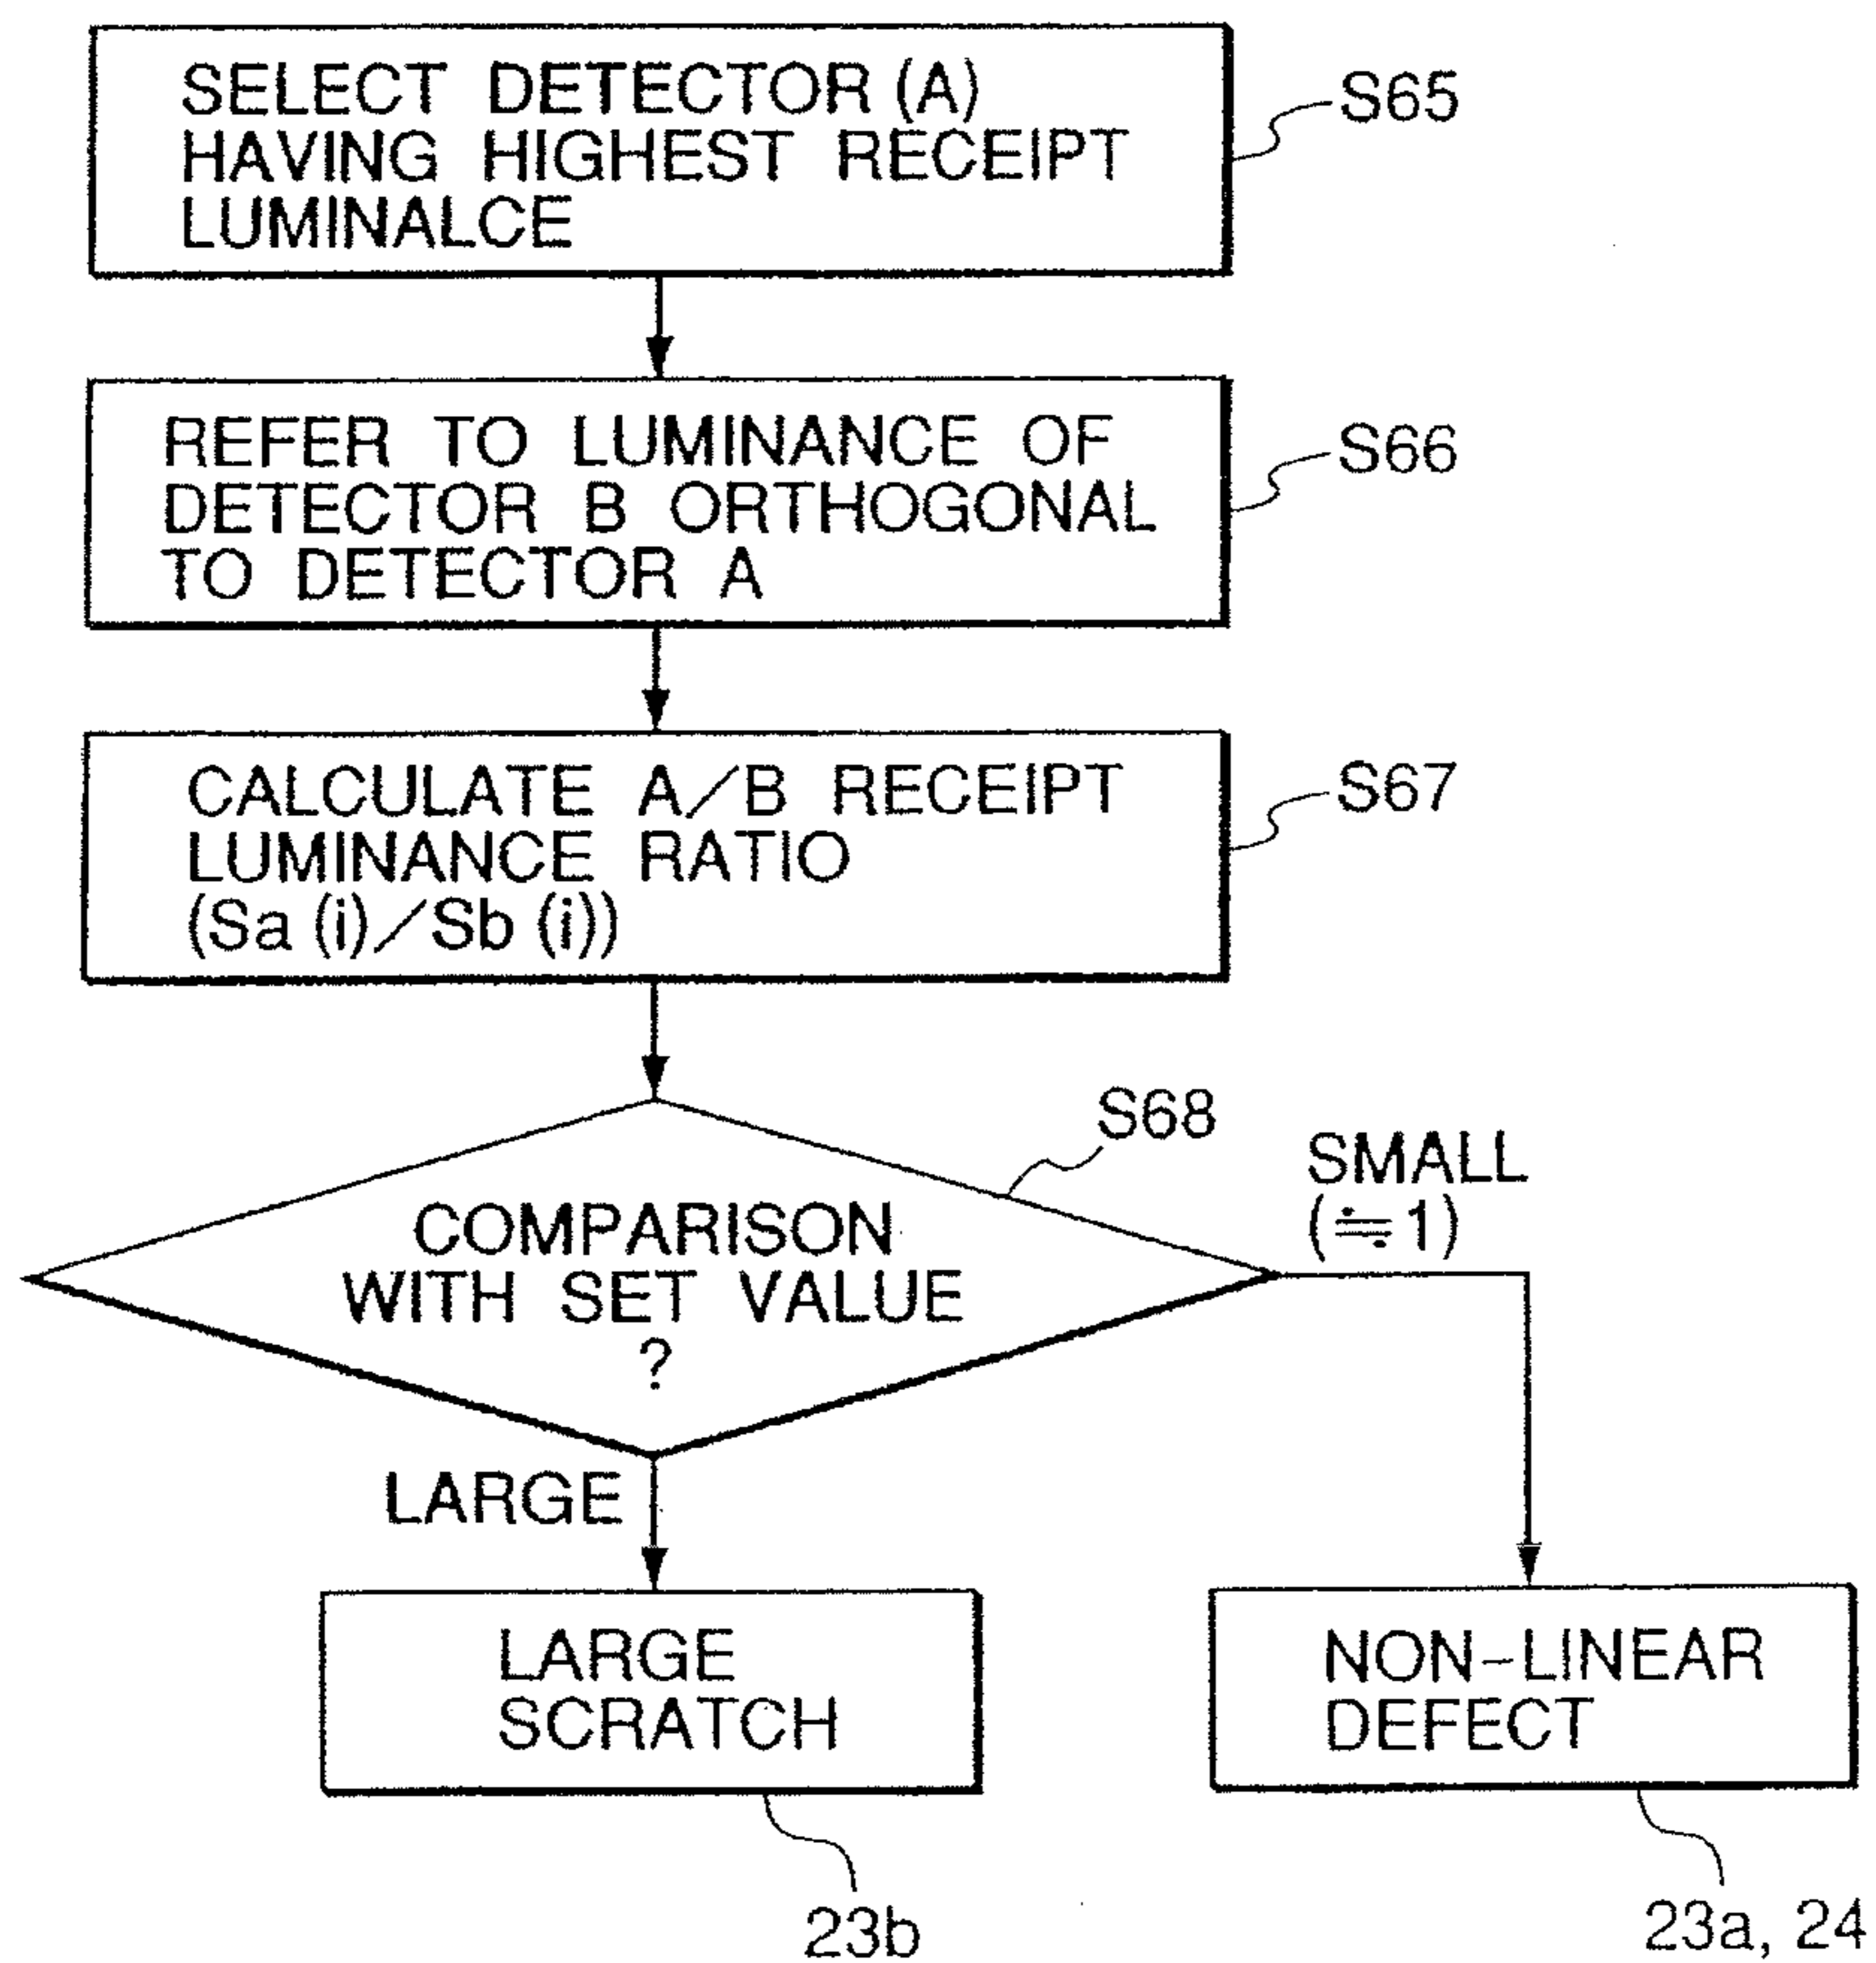 SELECT DETECTOR (A)
HAVING HIGHEST RECEIPT
LUMINALCE
S65
REFER TO LUMINANCE OF
DETECTOR B ORTHOGONAL
TO DETECTOR A
S66
CALCULATE A/B RECEIPT
LUMINANCE RATIO
(Sa (i)/Sb (i))
S67
S68
COMPARISON
WITH SET VALUE
?
SMALL
(≒1)
LARGE
LARGE
SCRATCH
NON-LINEAR
DEFECT
23b
23a, 24